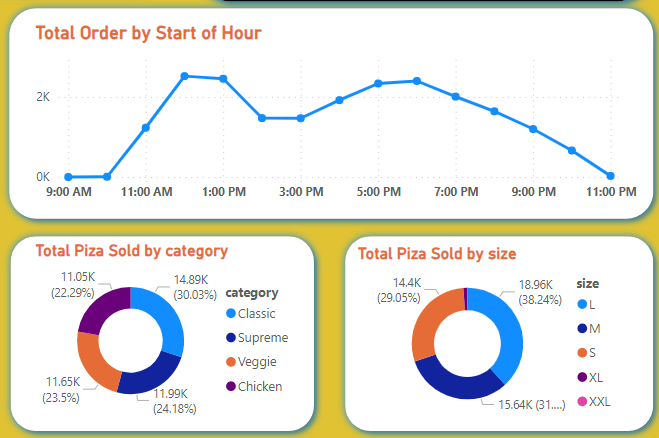 Total Order by Start of Hour
2K
0K
9:00 AM 11:00 AM 1:00 PM 3:00 PM 5:00 PM 7:00 PM 9:00 PM 11:00 PM
Total Piza Sold by category
11.05K
(22.29%)
14.89K
(30.03%)
11.65K
(23.5%)
11.99K
(24.18%)
category
Classic
Supreme
Veggie
Chicken
Total Piza Sold by size
14.4K
(29.05%)
18.96K
(38.24%)
15.64K (31....)
size
L
M
S
XL
XXL